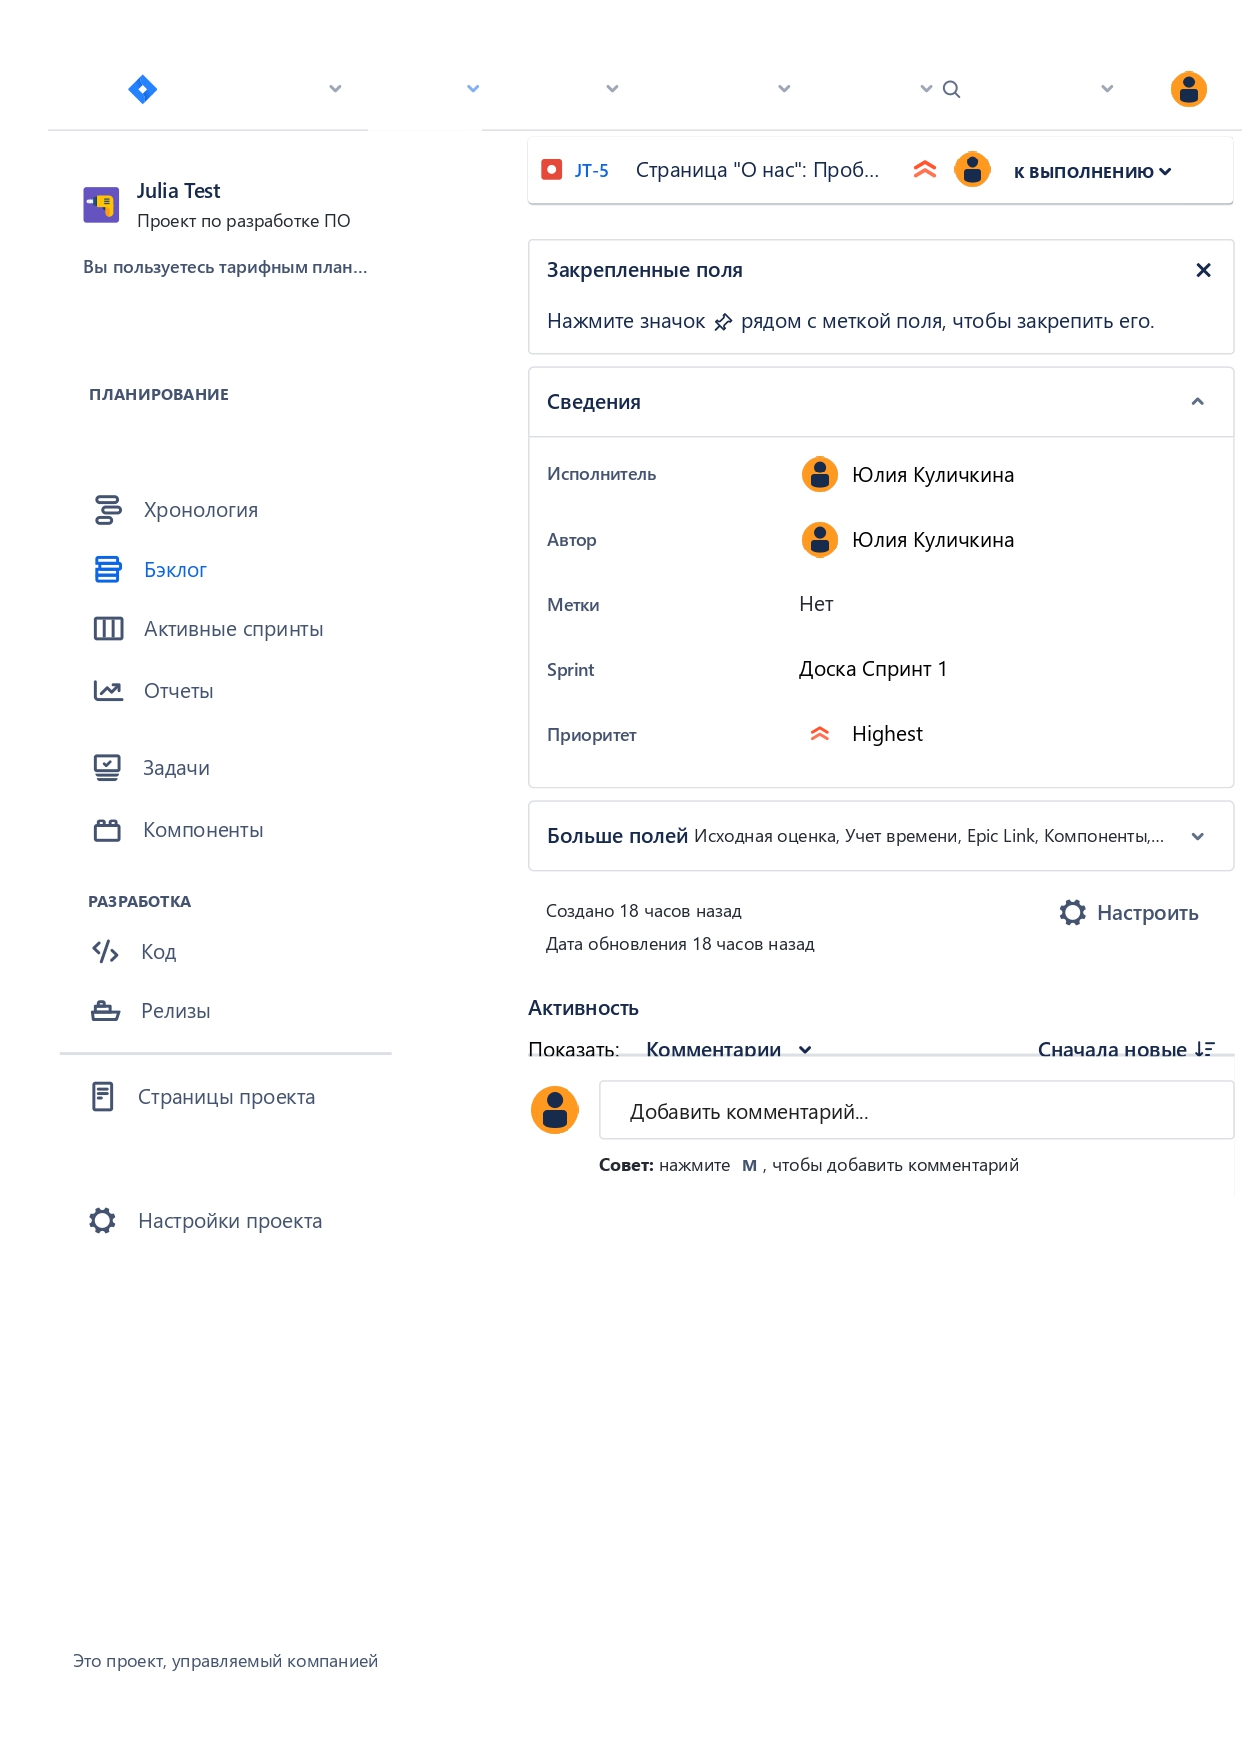 Julia Test
Проект по разработке ПО
Вы пользуетесь тарифным план...
ПЛАНИРОВАНИЕ
Хронология
Бэклог
Активные спринты
Отчеты
Задачи
Компоненты
РАЗРАБОТКА
Код
Релизы
Страницы проекта
Настройки проекта
Это проект, управляемый компанией
JT-5 Страница "О нас": Проб... К ВЫПОЛНЕНИЮ
Закрепленные поля
Нажмите значок рядом с меткой поля, чтобы закрепить его.
Сведения
Исполнитель Юлия Куличкина
Автор Юлия Куличкина
Метки Нет
Sprint Доска Спринт 1
Приоритет Highest
Больше полей Исходная оценка, Учет времени, Epic Link, Компоненты,...
Создано 18 часов назад Настроить
Дата обновления 18 часов назад
Активность
Показать: Комментарии Сначала новые
Добавить комментарий...
Совет: нажмите M , чтобы добавить комментарий